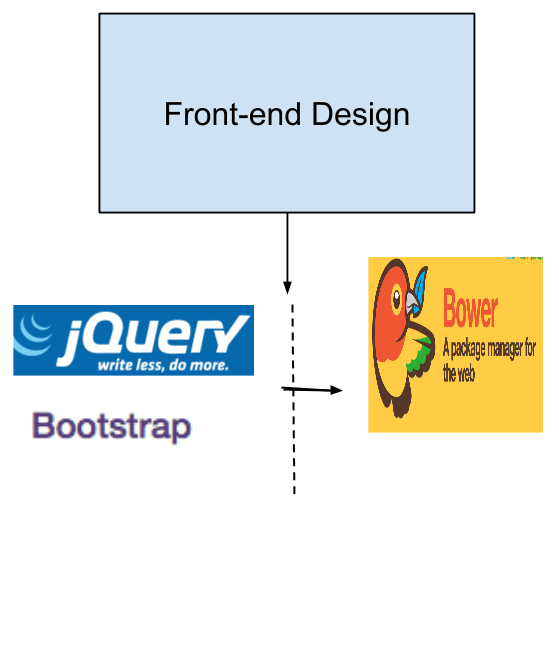 Front-end Design
jQuery
write less, do more.
Bootstrap
Bower
A package manager for
the web